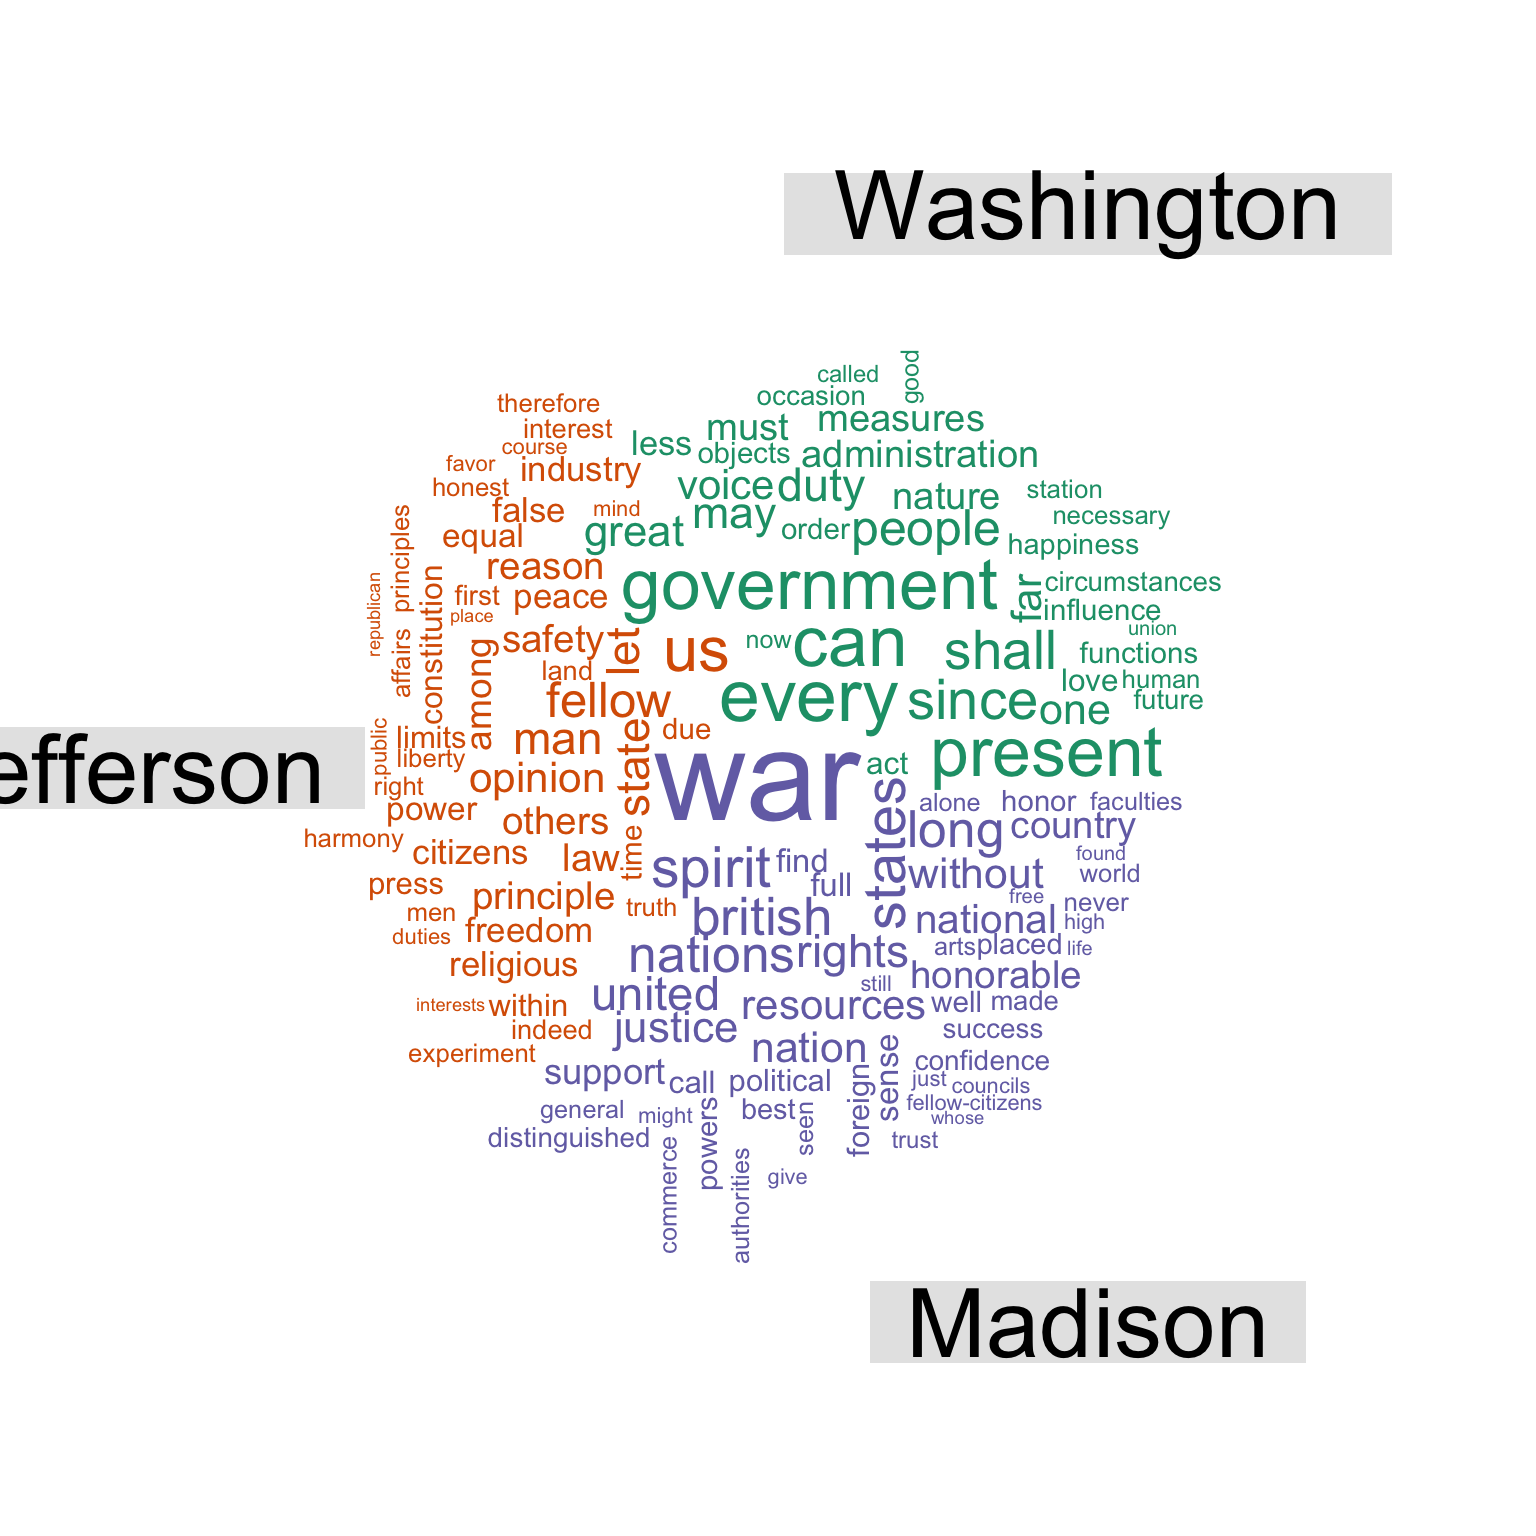 Washington
called
good
occasion
therefore
measures
must
interest
less
course
objects
administration
favor
industry
honest
voice
duty
nature
station
false
mind
great
may
order
people
necessary
equal
happiness
principles
reason
government
far
circumstances
first
peace
influence
republican
constitution
place
union
affairs
among
safety
let
us
now
can
shall
functions
land
love
human
fellow
every
since
one
future
public
limits
man
state
due
liberty
war
act
present
efferson
right
opinion
states
power
alone
honor
faculties
others
long
country
harmony
citizens
law
time
spirit
find
found
press
full
without
world
principle
truth
free
never
men
british
national
high
duties
freedom
nations
rights
arts
placed
life
religious
honorable
still
interests
within
united
resources
well
made
indeed
justice
success
experiment
nation
sense
confidence
support
call
political
foreign
just
councils
general
might
powers
best
seen
fellow-citizens
whose
distinguished
trust
commerce
authorities
give
Madison